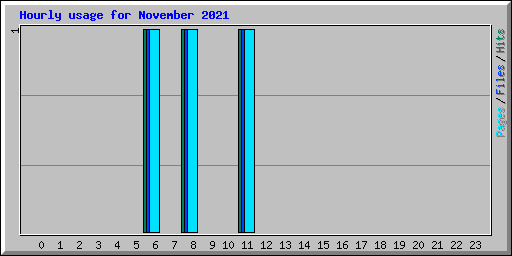 Hourly usage for November 2021
1
Pages/Files/Hits
0 1 2 3 4 5 6 7 8 9 10 11 12 13 14 15 16 17 18 19 20 21 22 23